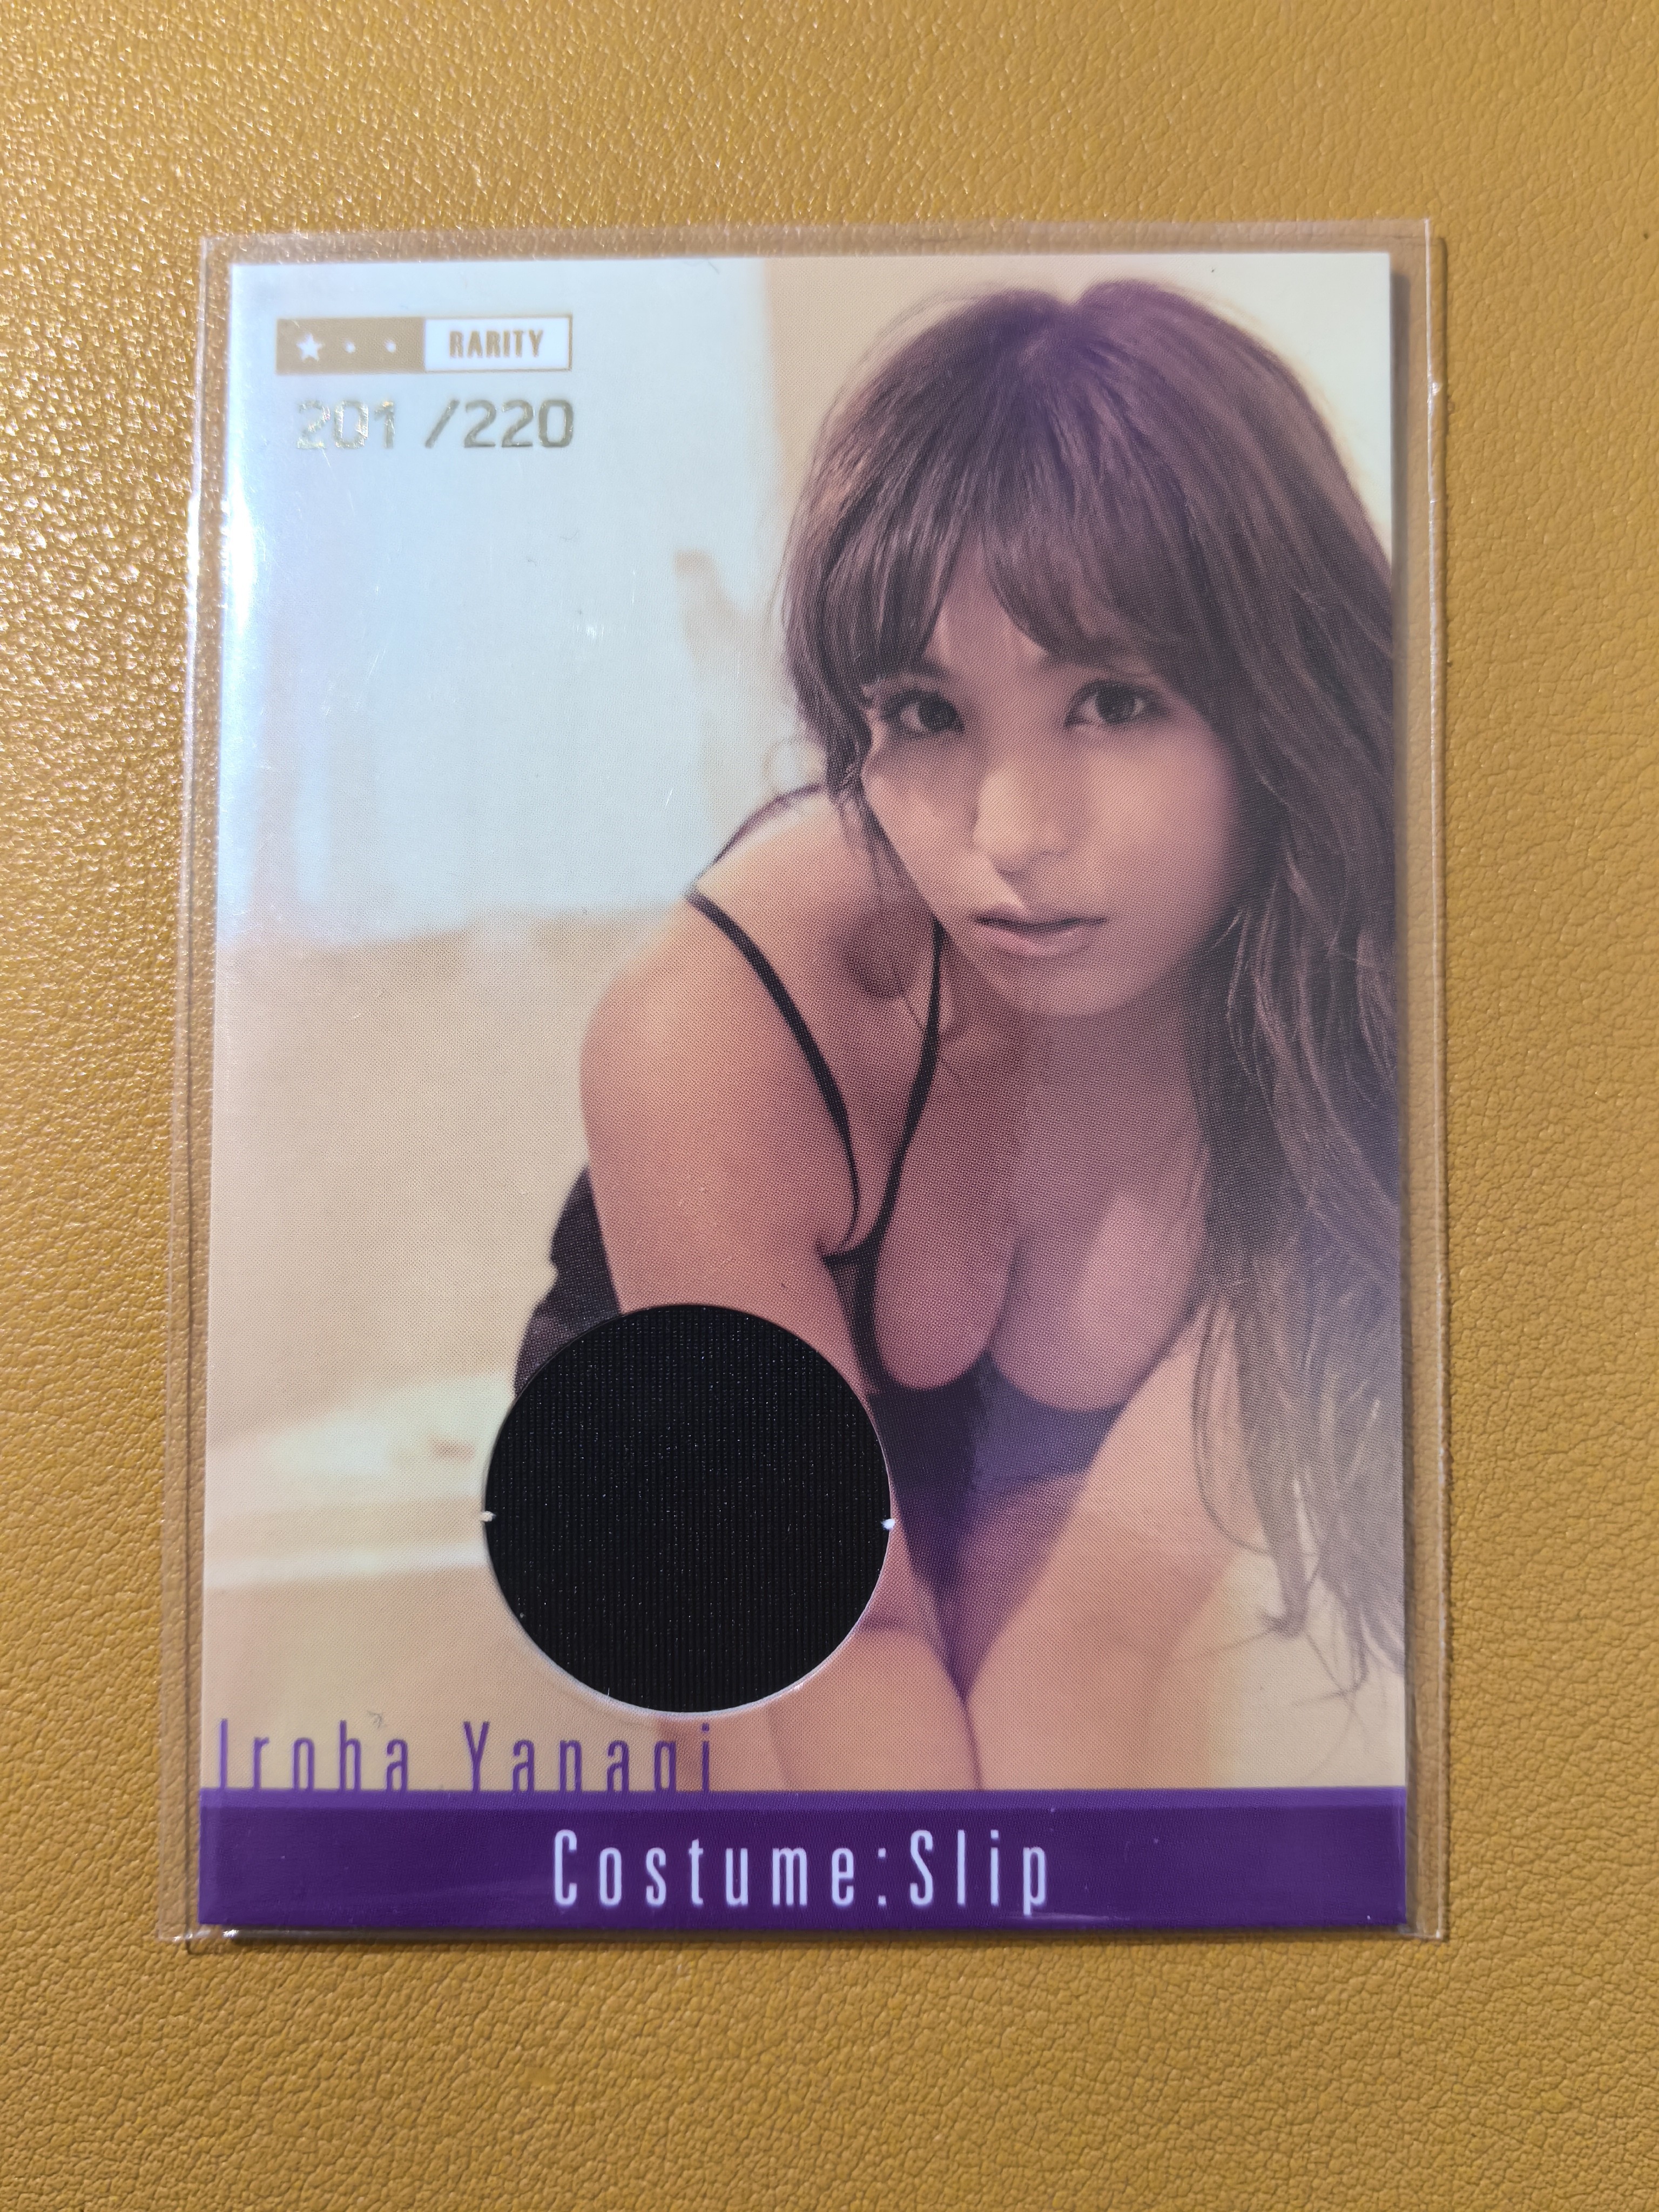 RARITY
201 /220
Iroha Yanagi
Costume:Slip